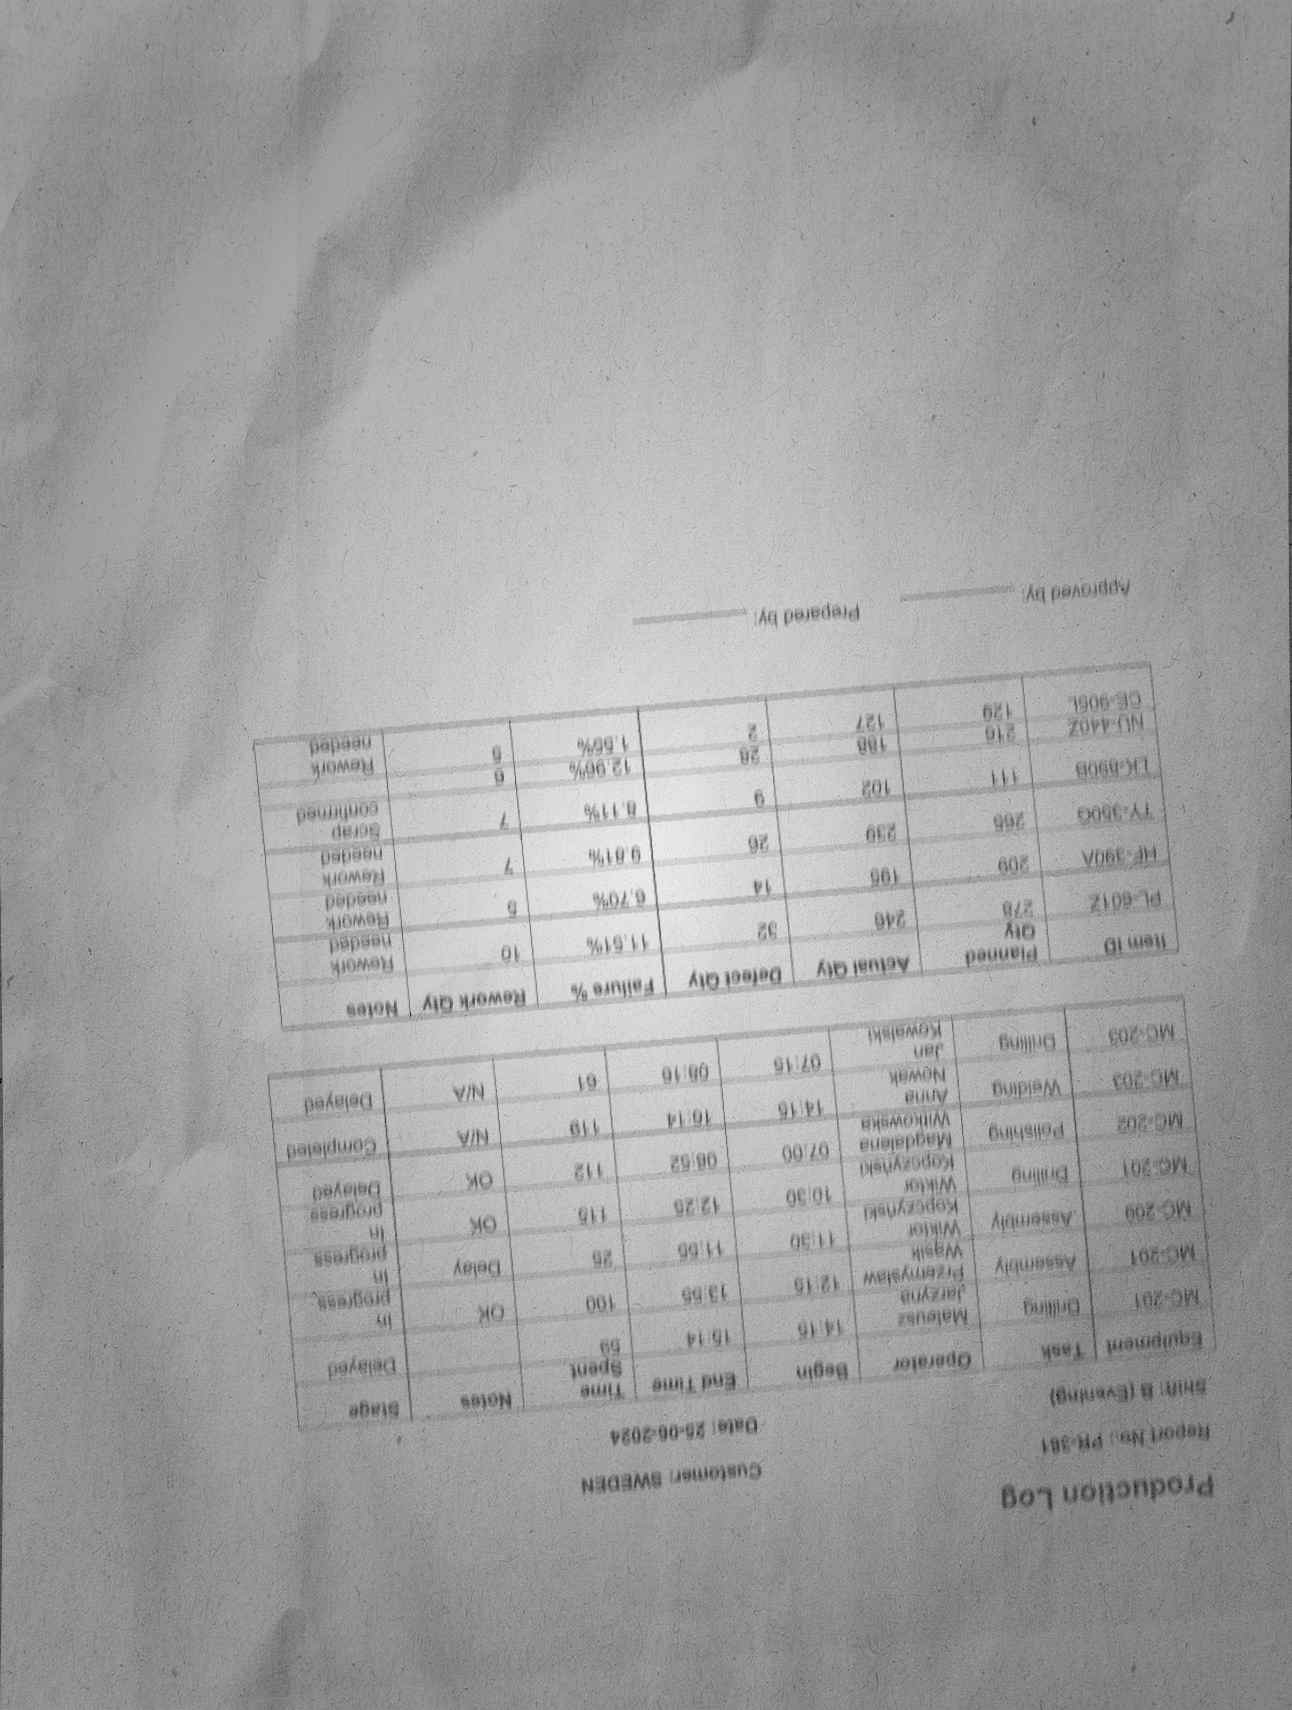 Production Log
Report No.: PR-381
Customer: SWEDEN
Shift: B (Evening)
Date: 25-06-2024
Equipment Task Operator Begin End Time Time Spent Notes Stage
MC-201 Drilling Mateusz Jarzyna 14:15 15:14 59 Delayed
MC-201 Assembly Przemysław Wąsik 12:15 13:55 100 OK In progress
MC-209 Assembly Wiktor Kopczyński 11:30 11:55 25 Delay In progress
MC-201 Drilling Wiktor Kopczyński 10:30 12:25 115 OK In progress
MC-202 Polishing Magdalena Witkowska 07:00 08:52 112 OK Delayed
MC-203 Welding Anna Nowak 14:15 16:14 119 N/A Completed
MC-203 Drilling Jan Kowalski 07:15 08:16 61 N/A Delayed
Item ID Planned Qty Actual Qty Defect Qty Failure % Rework Qty Notes
PL-601Z 278 246 32 11.51% 10 Rework needed
HF-390A 209 195 14 6.70% 5 Rework needed
TY-350G 265 239 26 9.81% 7 Rework needed
LK-890B 111 102 9 8.11% 7 Scrap confirmed
NU-440Z 216 188 28 12.96% 6 Rework needed
CE-906L 129 127 2 1.55% 5
Approved by:
Prepared by: